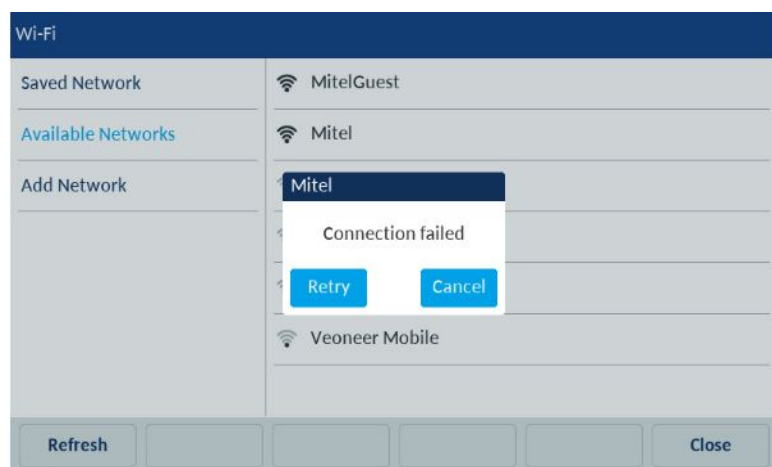 Wi-Fi
Saved Network
MitelGuest
Available Networks
Mitel
Add Network
Mitel
Connection failed
Retry
Cancel
Veoneer Mobile
Refresh
Close